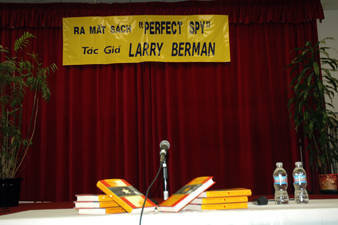 RA MẮT SÁCH "PERFECT SPY"
Tác Giả LARRY BERMAN